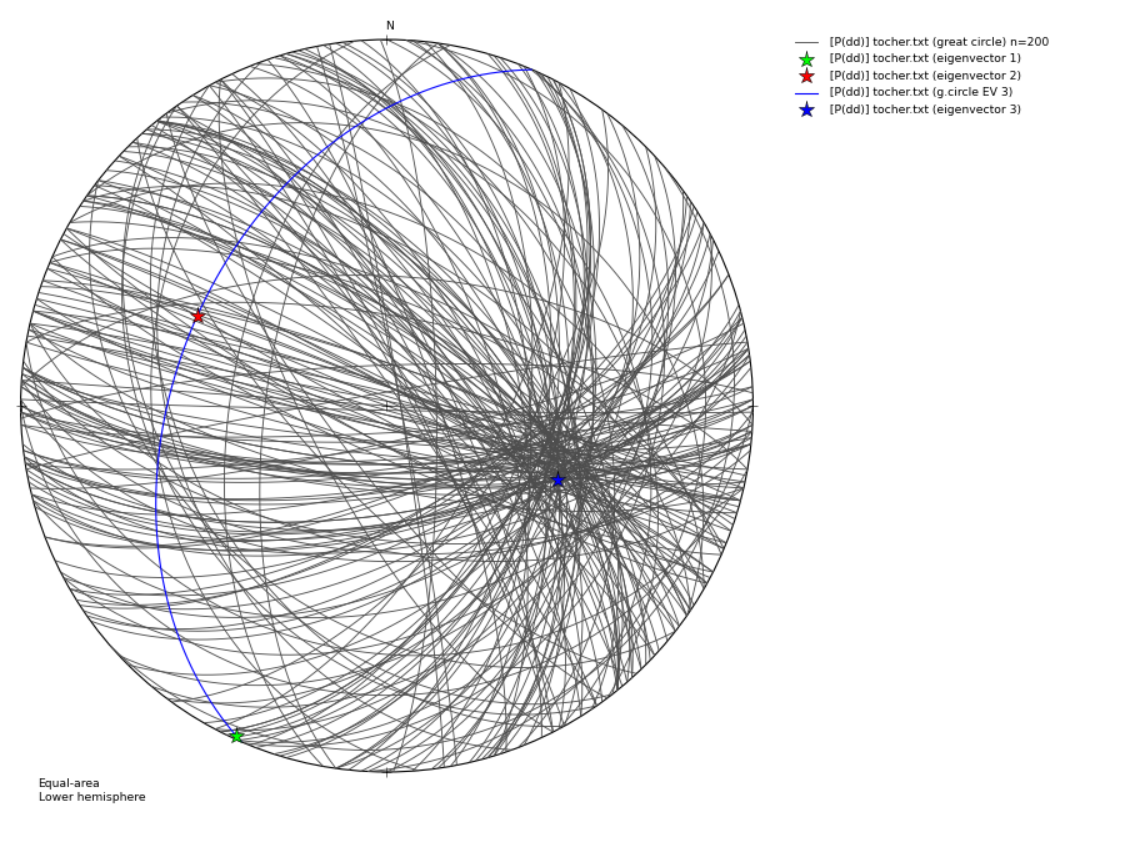 N
[P(dd)] tocher.txt (great circle) n=200
[P(dd)] tocher.txt (eigenvector 1)
[P(dd)] tocher.txt (eigenvector 2)
[P(dd)] tocher.txt (g.circle EV 3)
[P(dd)] tocher.txt (eigenvector 3)
Equal-area
Lower hemisphere